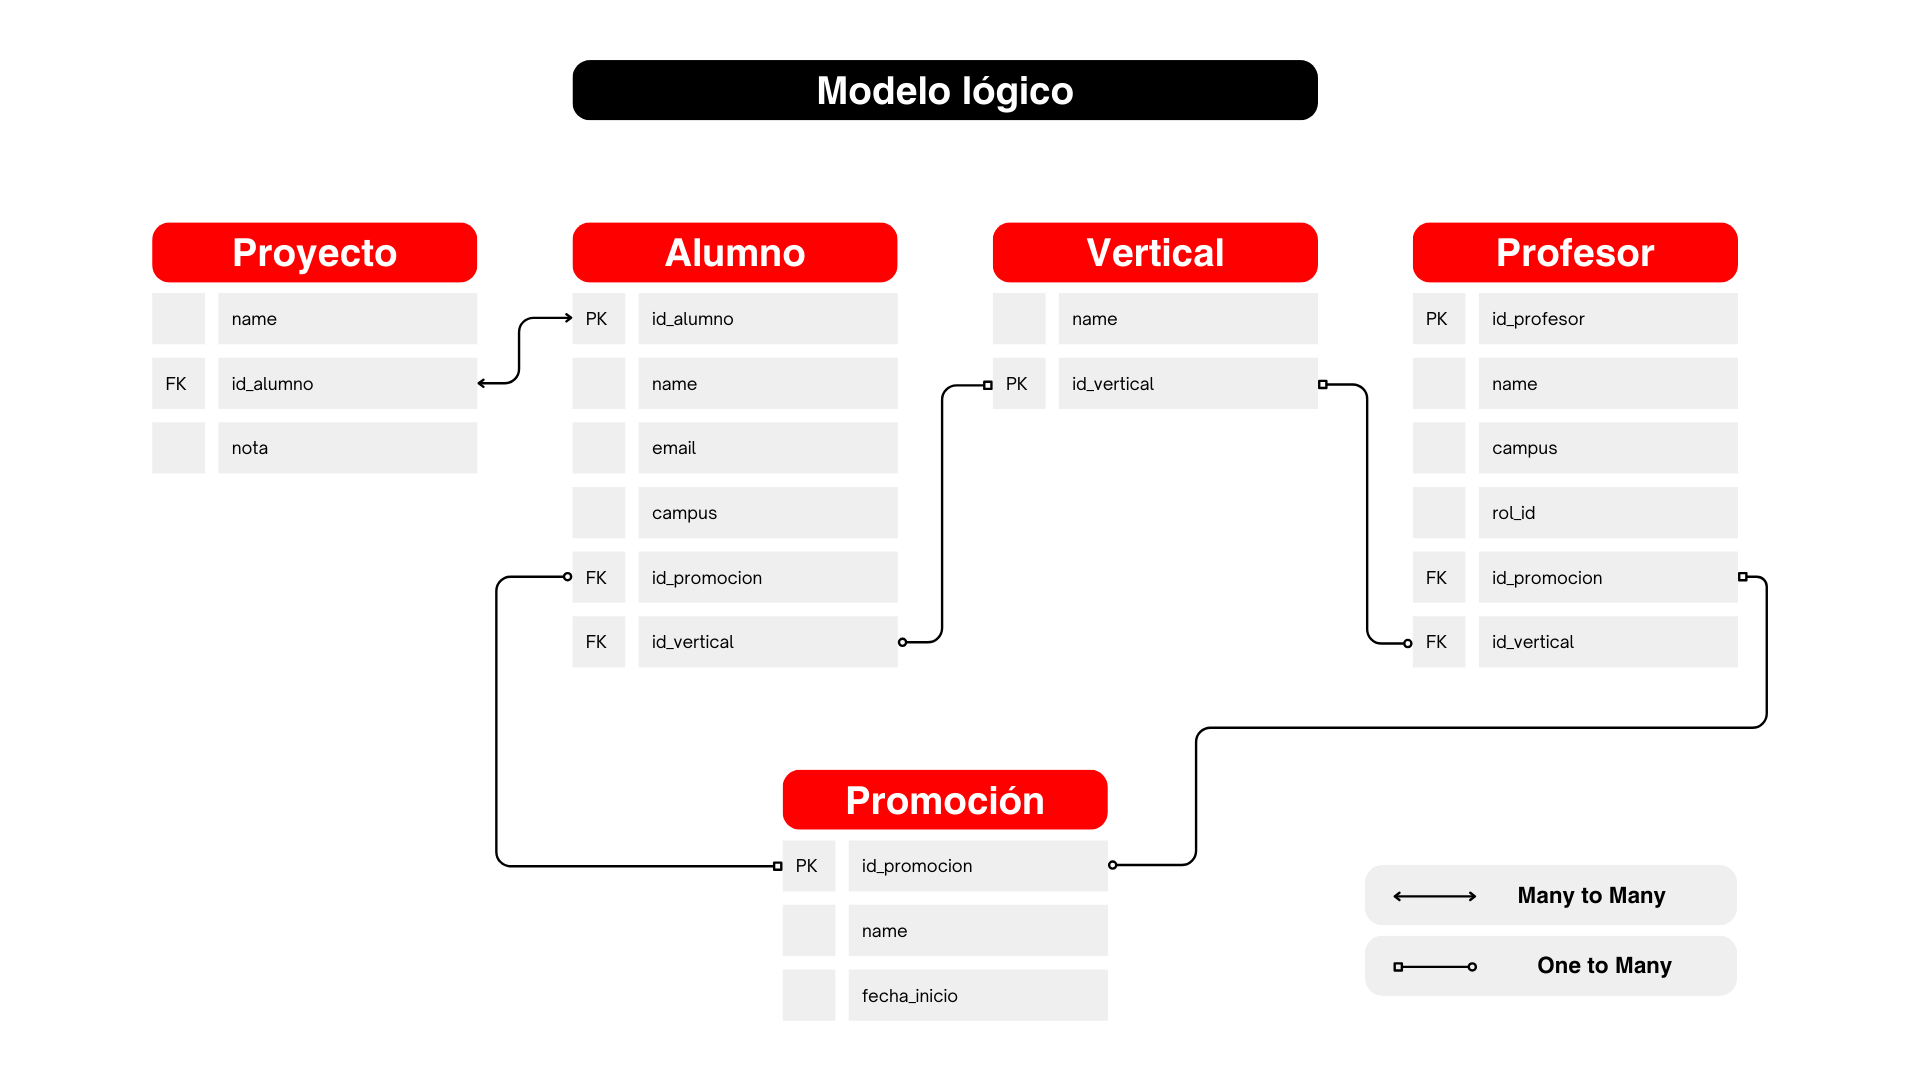 Modelo lógico
Proyecto
name
FK id_alumno
nota
Alumno
PK id_alumno
name
email
campus
FK id_promocion
FK id_vertical
Vertical
name
PK id_vertical
Profesor
PK id_profesor
name
campus
rol_id
FK id_promocion
FK id_vertical
Promoción
PK id_promocion
name
fecha_inicio
Many to Many
One to Many